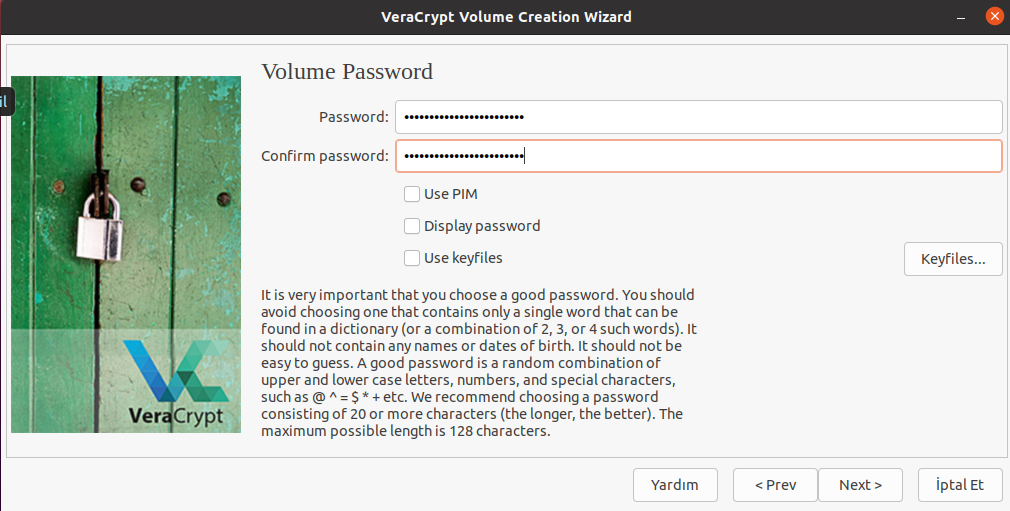 VeraCrypt Volume Creation Wizard
Volume Password
Password: ••••••••••••••••••••••••
Confirm password: ••••••••••••••••••••••••
Use PIM
Display password
Use keyfiles
Keyfiles...
It is very important that you choose a good password. You should
avoid choosing one that contains only a single word that can be
found in a dictionary (or a combination of 2, 3, or 4 such words). It
should not contain any names or dates of birth. It should not be
easy to guess. A good password is a random combination of
upper and lower case letters, numbers, and special characters,
such as @ ^ = $ * + etc. We recommend choosing a password
consisting of 20 or more characters (the longer, the better). The
maximum possible length is 128 characters.
il
VeraCrypt
Yardım
< Prev
Next >
İptal Et